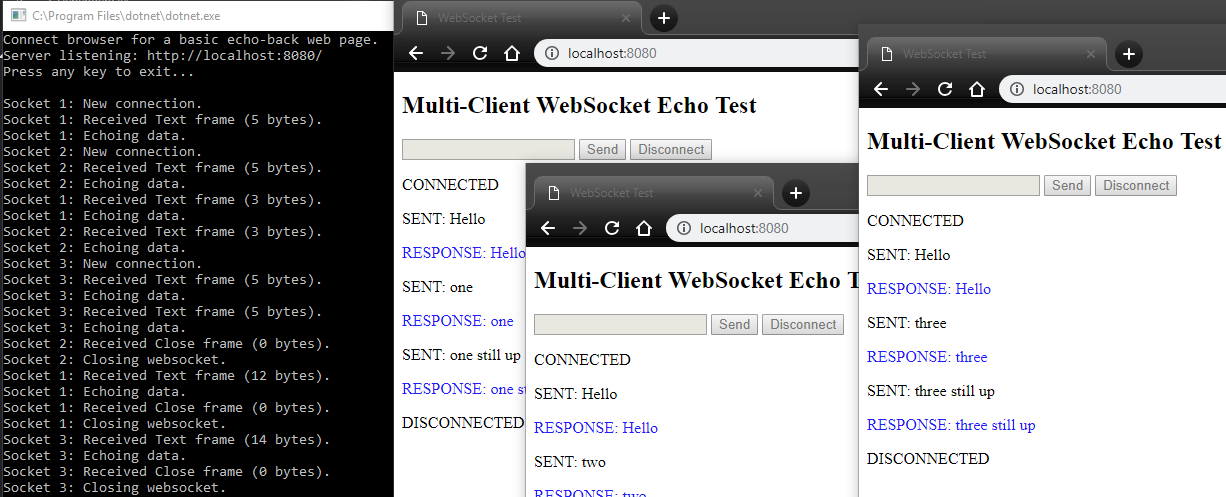 C:\Program Files\dotnet\dotnet.exe
Connect browser for a basic echo-back web page.
Server listening: http://localhost:8080/
Press any key to exit...
Socket 1: New connection.
Socket 1: Received Text frame (5 bytes).
Socket 1: Echoing data.
Socket 2: New connection.
Socket 2: Received Text frame (5 bytes).
Socket 2: Echoing data.
Socket 1: Received Text frame (3 bytes).
Socket 1: Echoing data.
Socket 2: Received Text frame (3 bytes).
Socket 2: Echoing data.
Socket 3: New connection.
Socket 3: Received Text frame (5 bytes).
Socket 3: Echoing data.
Socket 3: Received Text frame (5 bytes).
Socket 3: Echoing data.
Socket 2: Received Close frame (0 bytes).
Socket 2: Closing websocket.
Socket 1: Received Text frame (12 bytes).
Socket 1: Echoing data.
Socket 1: Received Close frame (0 bytes).
Socket 1: Closing websocket.
Socket 3: Received Text frame (14 bytes).
Socket 3: Echoing data.
Socket 3: Received Close frame (0 bytes).
Socket 3: Closing websocket.
WebSocket Test
localhost:8080
Multi-Client WebSocket Echo Test
Send Disconnect
CONNECTED
SENT: Hello
RESPONSE: Hello
SENT: one
RESPONSE: one
SENT: one still up
RESPONSE: one st
DISCONNECTED
WebSocket Test
localhost:8080
Multi-Client WebSocket Echo T
Send Disconnect
CONNECTED
SENT: Hello
RESPONSE: Hello
SENT: two
RESPONSE: two
WebSocket Test
localhost:8080
Multi-Client WebSocket Echo Test
Send Disconnect
CONNECTED
SENT: Hello
RESPONSE: Hello
SENT: three
RESPONSE: three
SENT: three still up
RESPONSE: three still up
DISCONNECTED